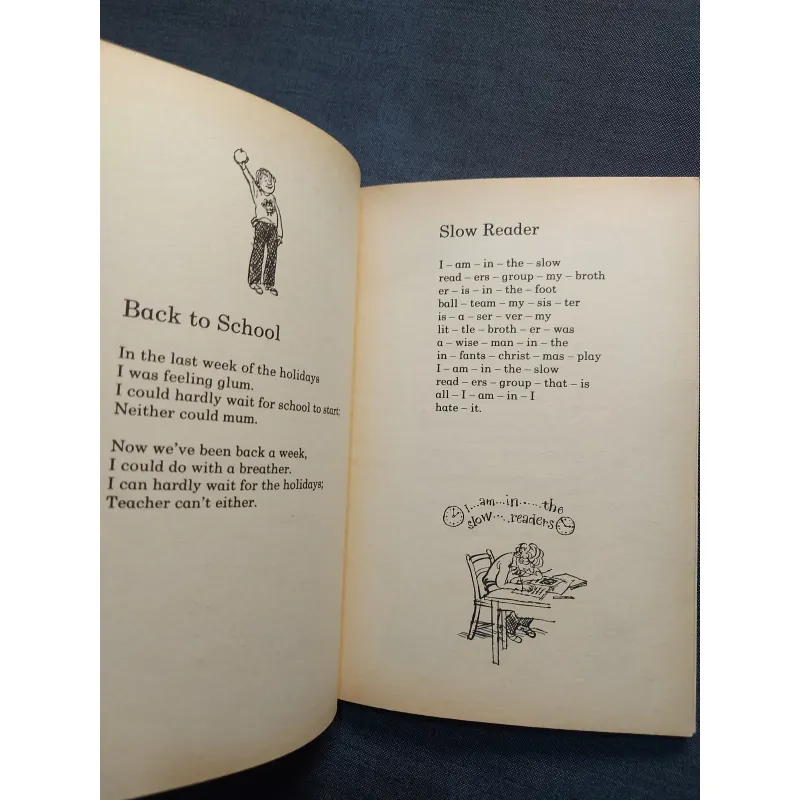 Back to School
In the last week of the holidays
I was feeling glum.
I could hardly wait for school to start;
Neither could mum.
Now we've been back a week,
I could do with a breather.
I can hardly wait for the holidays;
Teacher can't either.
Slow Reader
I – am – in – the – slow
read – ers – group – my – broth
er – is – in – the – foot
ball – team – my – sis – ter
is – a – ser – ver – my
lit – tle – broth – er – was
a – wise – man – in – the
in – fants – christ – mas – play
I – am – in – the – slow
read – ers – group – that – is
all – I – am – in – I
hate – it.
I...am...in......the
slow.....readers